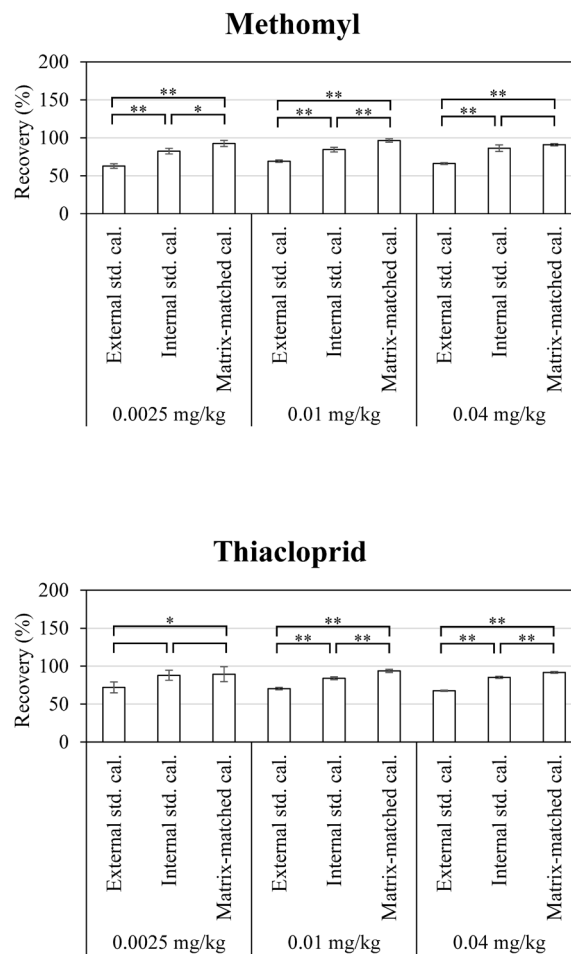 Methomyl
Recovery (%)
200
150
100
50
0
** ** **
** * ** ** **
External std. cal.
Internal std. cal.
Matrix-matched cal.
External std. cal.
Internal std. cal.
Matrix-matched cal.
External std. cal.
Internal std. cal.
Matrix-matched cal.
0.0025 mg/kg 0.01 mg/kg 0.04 mg/kg
Thiacloprid
Recovery (%)
200
150
100
50
0
* ** **
** ** ** **
External std. cal.
Internal std. cal.
Matrix-matched cal.
External std. cal.
Internal std. cal.
Matrix-matched cal.
External std. cal.
Internal std. cal.
Matrix-matched cal.
0.0025 mg/kg 0.01 mg/kg 0.04 mg/kg